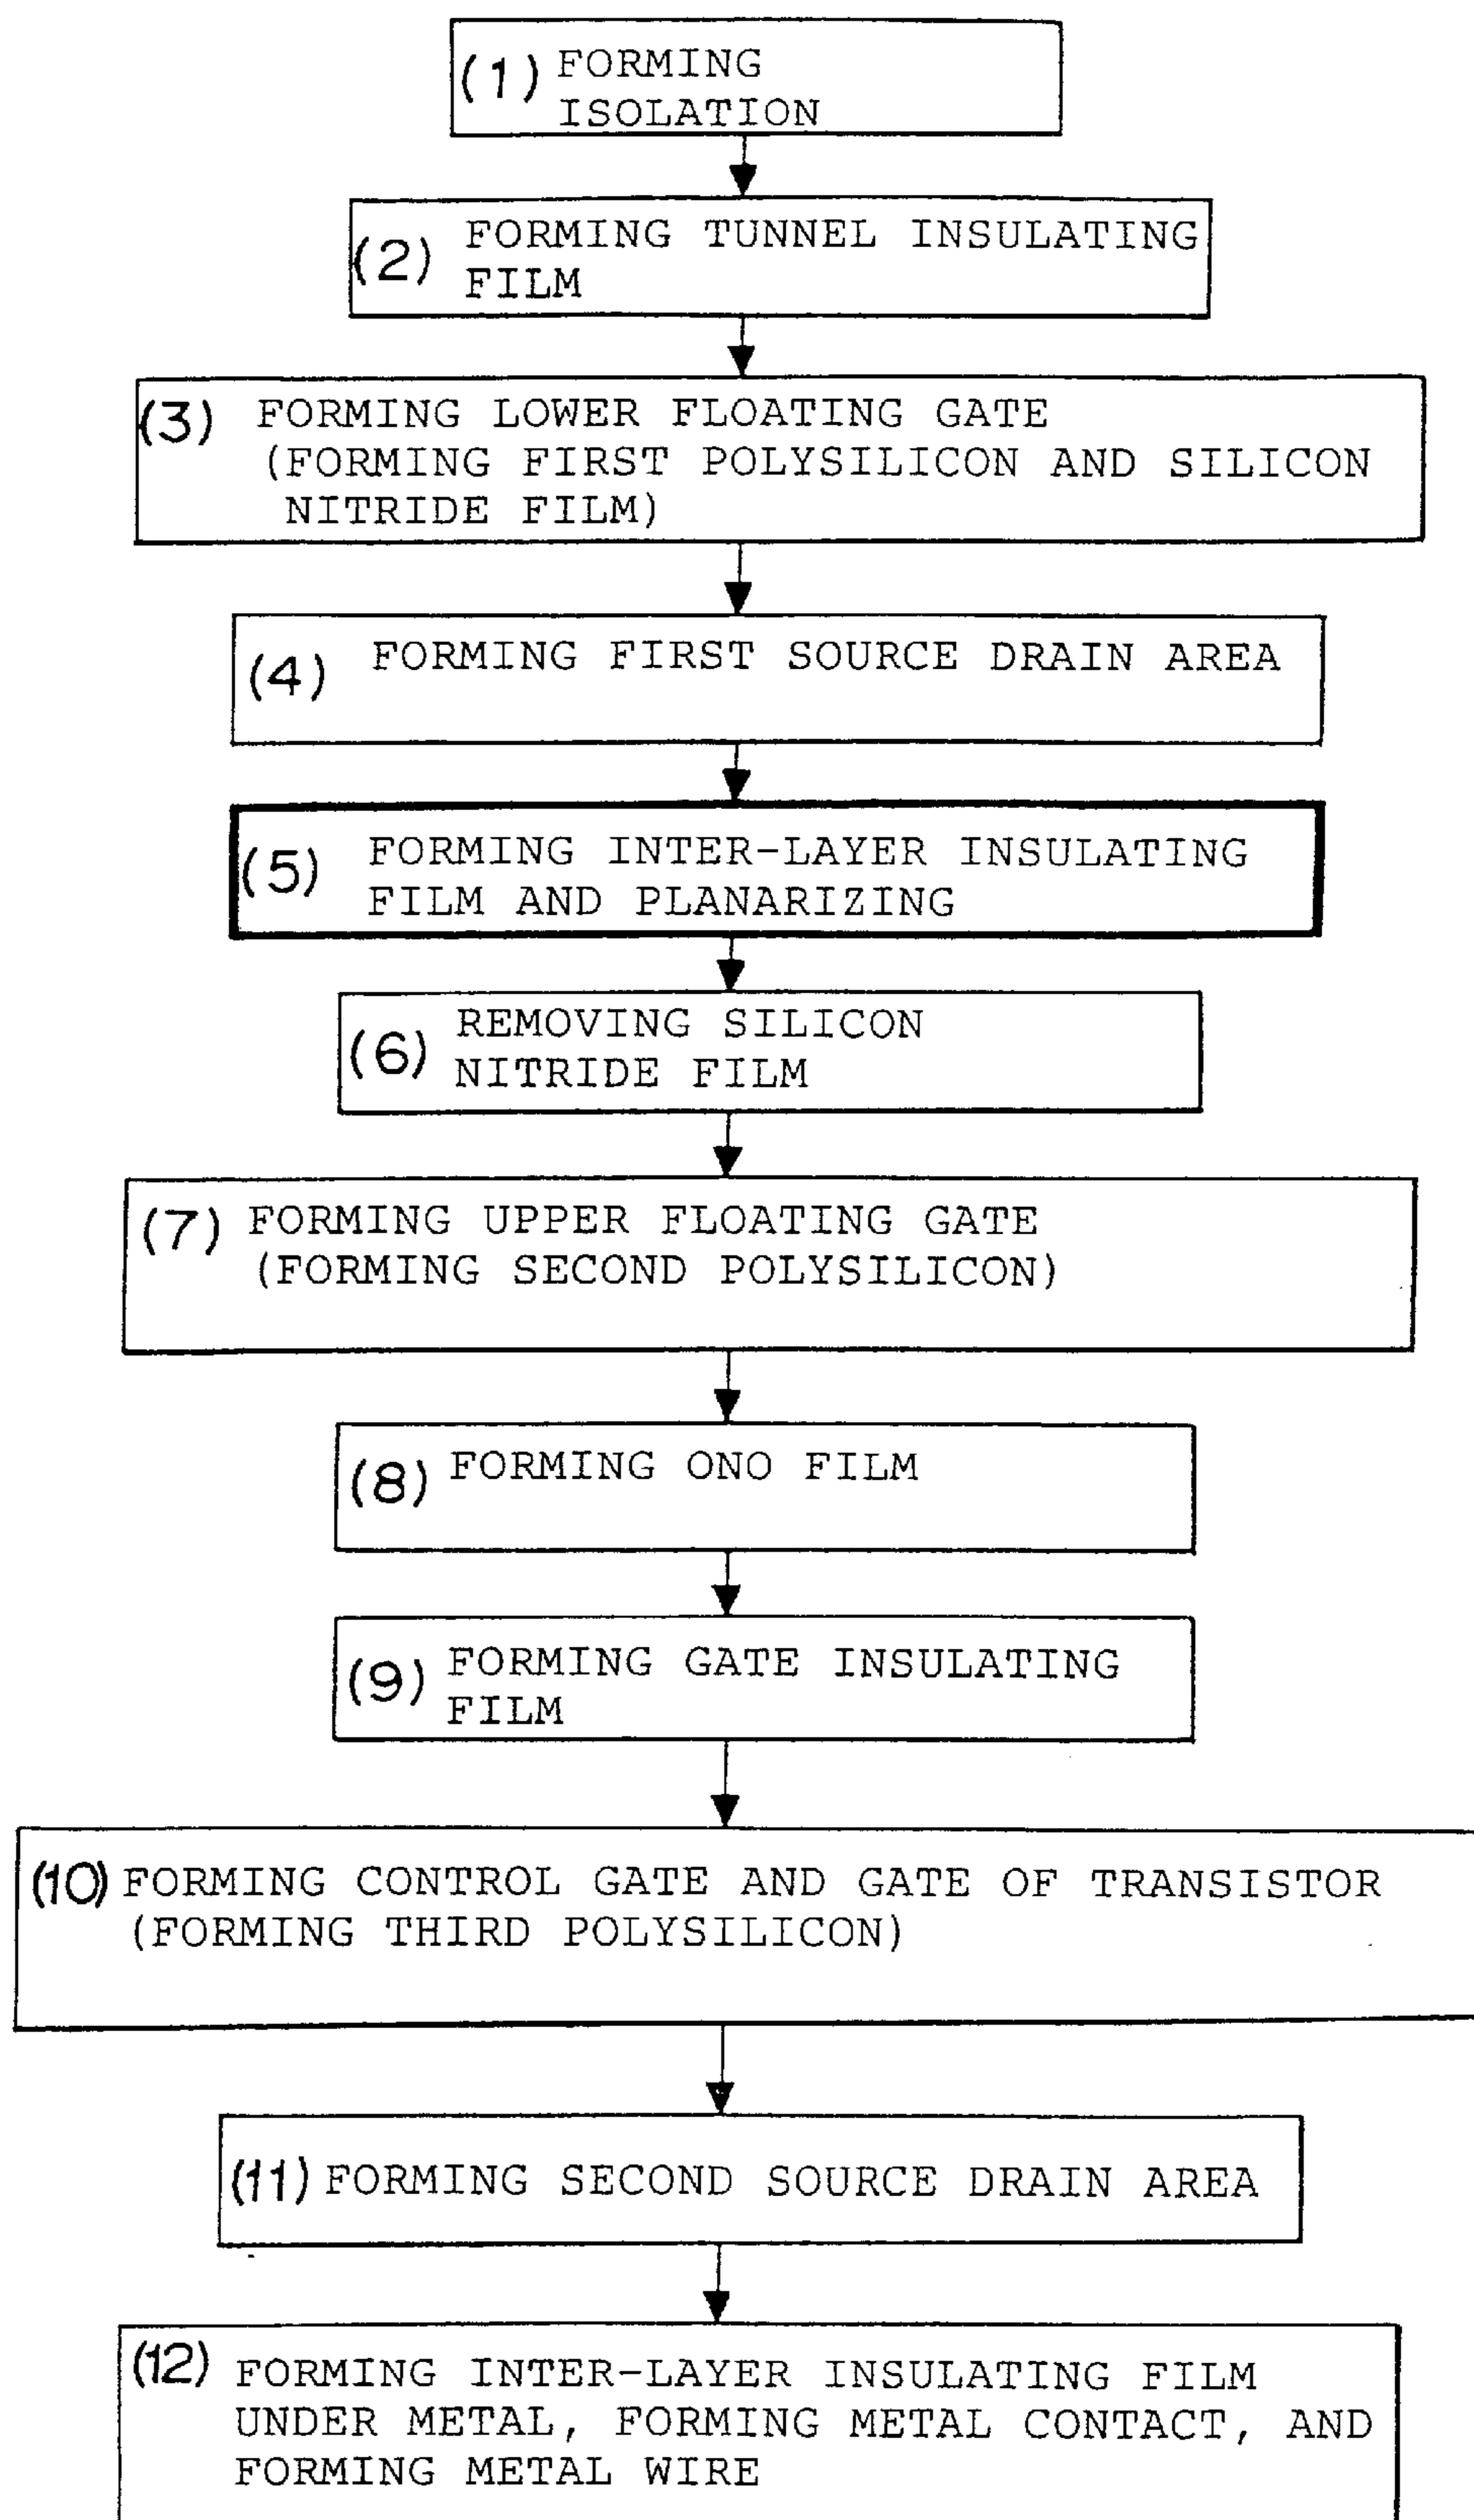 (1) FORMING
ISOLATION
(2) FORMING TUNNEL INSULATING
FILM
(3) FORMING LOWER FLOATING GATE
(FORMING FIRST POLYSILICON AND SILICON
NITRIDE FILM)
(4) FORMING FIRST SOURCE DRAIN AREA
(5) FORMING INTER-LAYER INSULATING
FILM AND PLANARIZING
(6) REMOVING SILICON
NITRIDE FILM
(7) FORMING UPPER FLOATING GATE
(FORMING SECOND POLYSILICON)
(8) FORMING ONO FILM
(9) FORMING GATE INSULATING
FILM
(10) FORMING CONTROL GATE AND GATE OF TRANSISTOR
(FORMING THIRD POLYSILICON)
(11) FORMING SECOND SOURCE DRAIN AREA
(12) FORMING INTER-LAYER INSULATING FILM
UNDER METAL, FORMING METAL CONTACT, AND
FORMING METAL WIRE